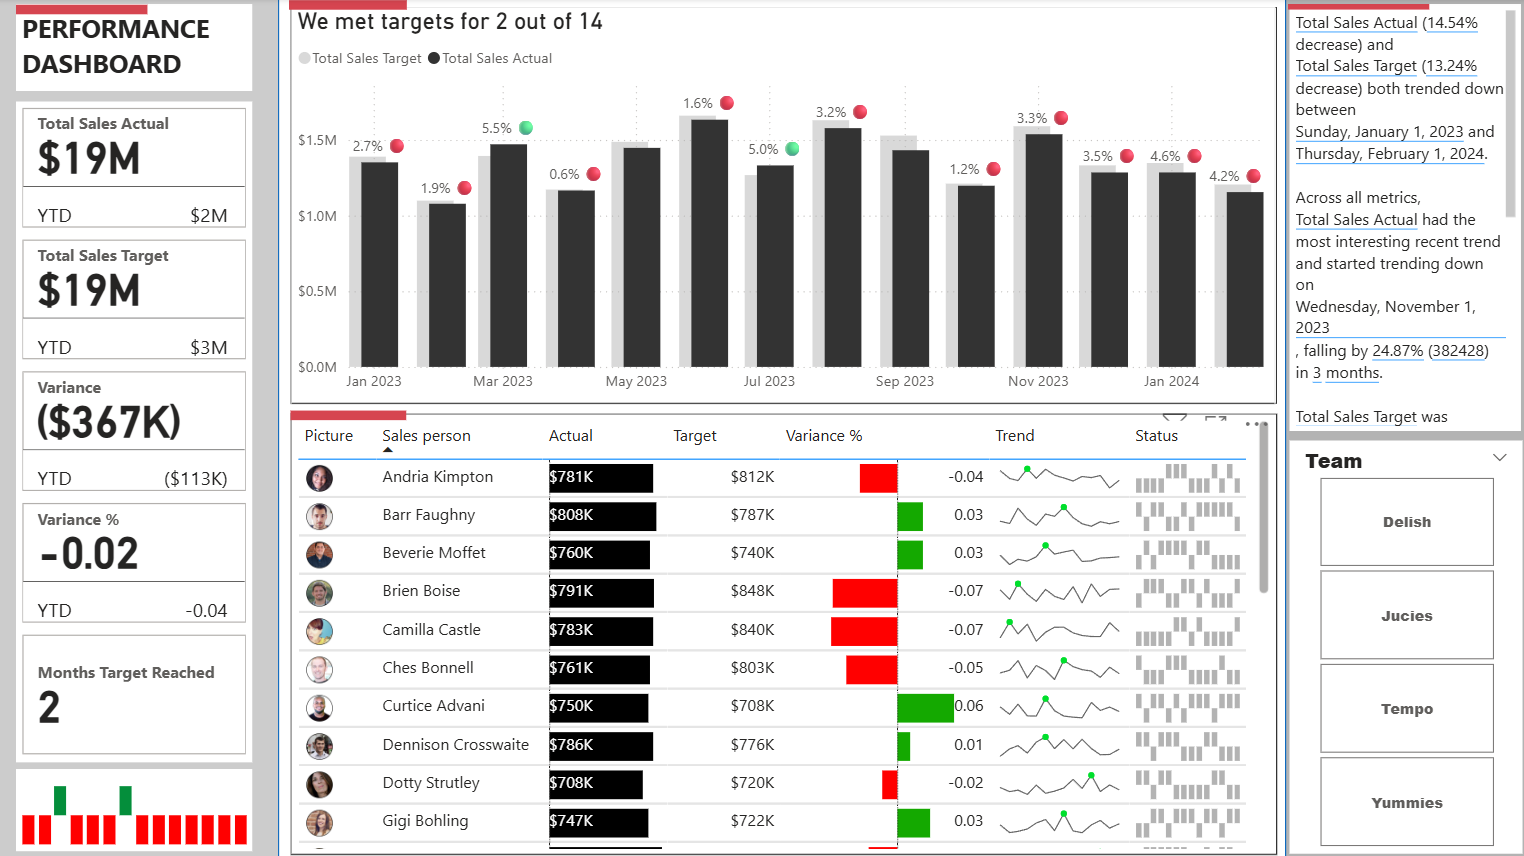 PERFORMANCE
DASHBOARD
Total Sales Actual
$19M
YTD $2M
Total Sales Target
$19M
YTD $3M
Variance
($367K)
YTD ($113K)
Variance %
-0.02
YTD -0.04
Months Target Reached
2
We met targets for 2 out of 14
Total Sales Target Total Sales Actual
$1.5M
$1.0M
$0.5M
$0.0M
2.7%
1.9%
5.5%
0.6%
1.6%
5.0%
3.2%
1.2%
3.3%
3.5%
4.6%
4.2%
Jan 2023 Mar 2023 May 2023 Jul 2023 Sep 2023 Nov 2023 Jan 2024
Picture Sales person Actual Target Variance % Trend Status
Andria Kimpton $781K $812K -0.04
Barr Faughny $808K $787K 0.03
Beverie Moffet $760K $740K 0.03
Brien Boise $791K $848K -0.07
Camilla Castle $783K $840K -0.07
Ches Bonnell $761K $803K -0.05
Curtice Advani $750K $708K 0.06
Dennison Crosswaite $786K $776K 0.01
Dotty Strutley $708K $720K -0.02
Gigi Bohling $747K $722K 0.03
Total Sales Actual (14.54%
decrease) and
Total Sales Target (13.24%
decrease) both trended down
between
Sunday, January 1, 2023 and
Thursday, February 1, 2024.
Across all metrics,
Total Sales Actual had the
most interesting recent trend
and started trending down
on
Wednesday, November 1,
2023
, falling by 24.87% (382428)
in 3 months.
Total Sales Target was
Team
Delish
Jucies
Tempo
Yummies